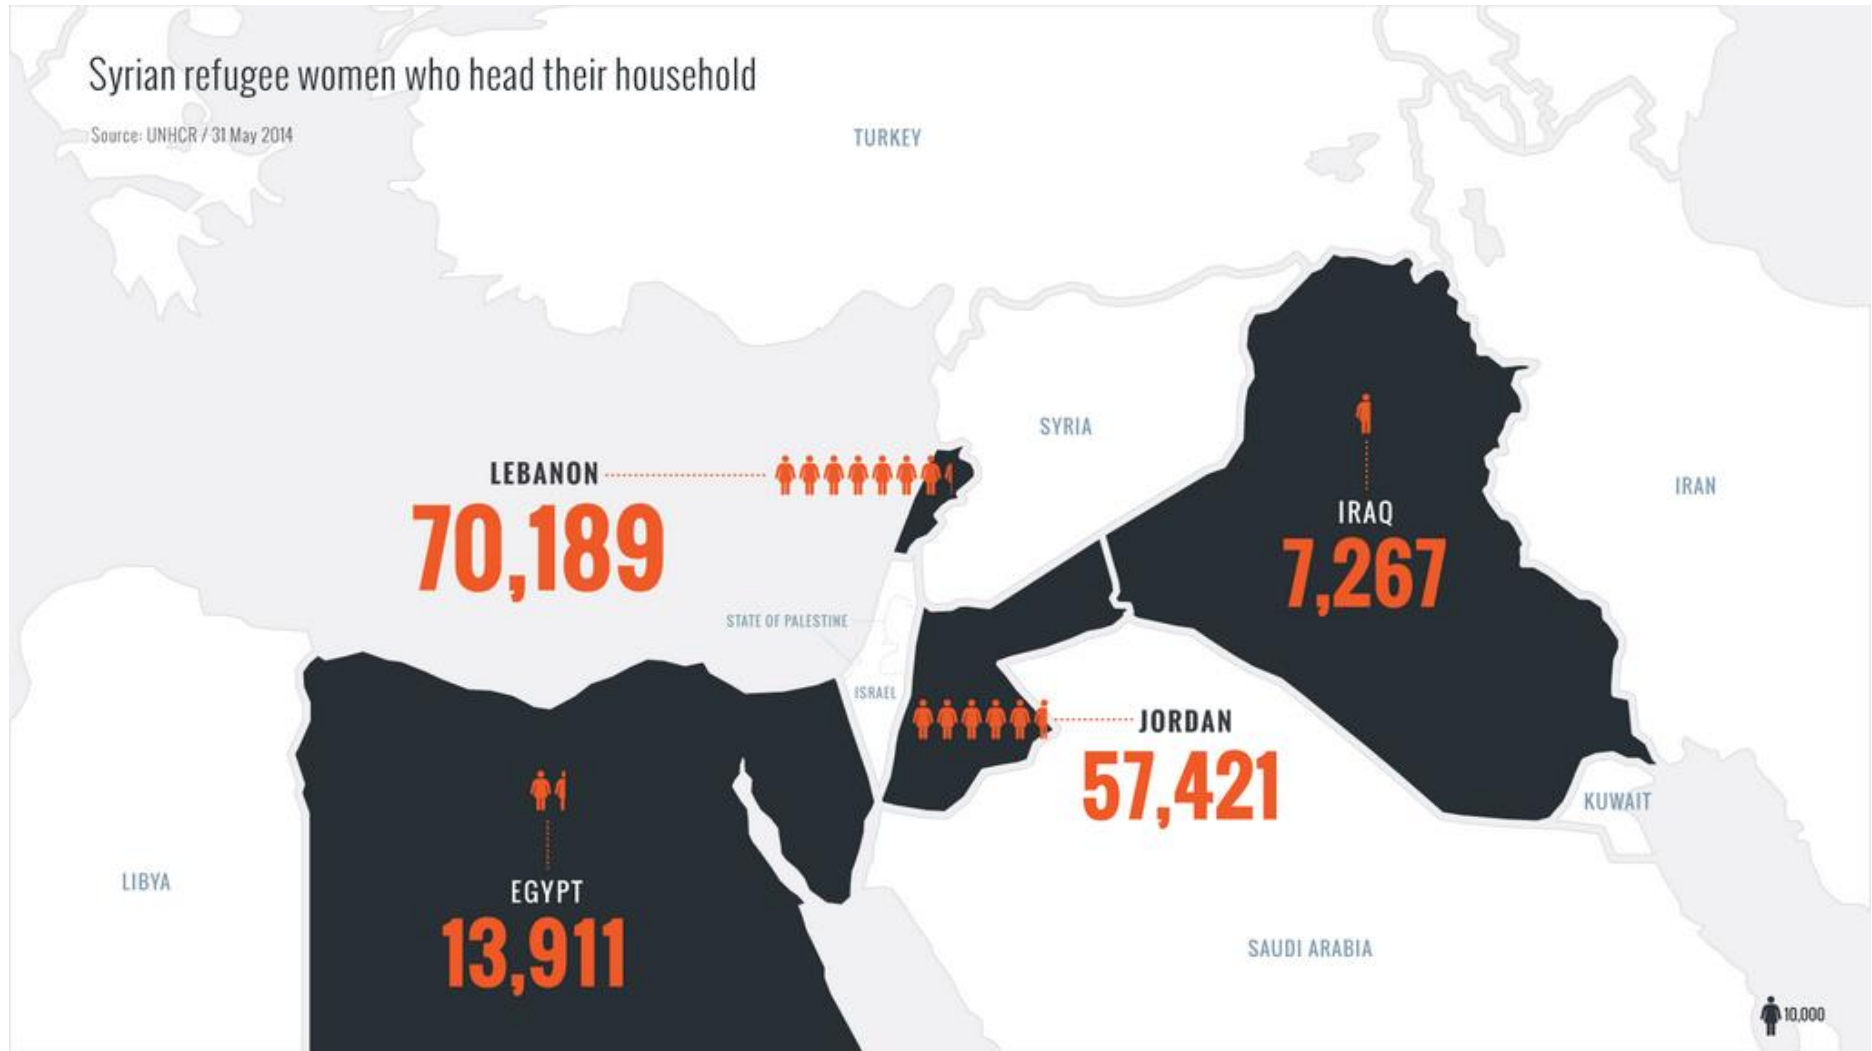 Syrian refugee women who head their household
Source: UNHCR / 31 May 2014
TURKEY
SYRIA
LEBANON
70,189
IRAQ
7,267
IRAN
STATE OF PALESTINE
ISRAEL
JORDAN
57,421
KUWAIT
LIBYA
EGYPT
13,911
SAUDI ARABIA
10,000